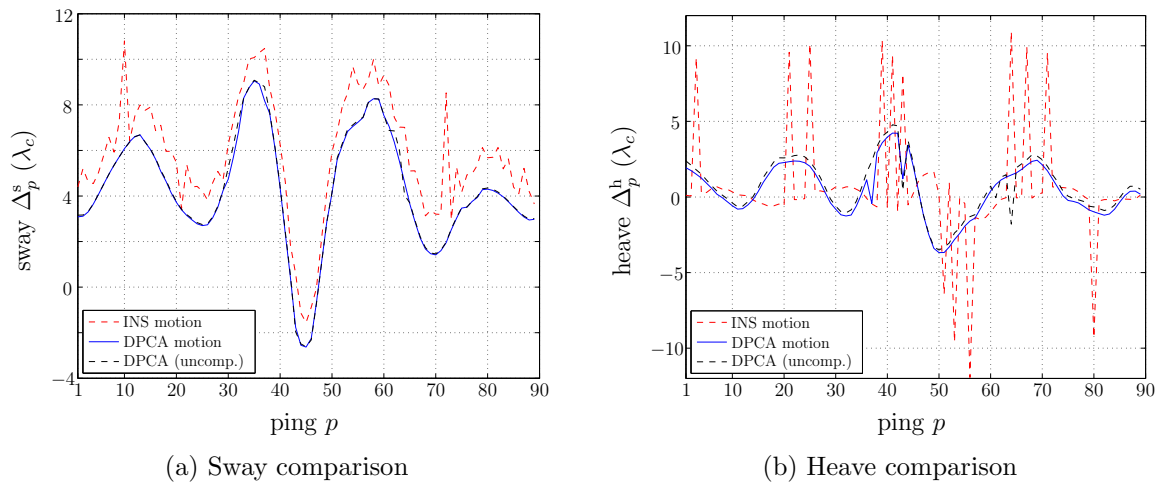 12
8
4
0
−4
1
10
20
30
40
50
60
70
80
90
sway Δₚˢ (λ_c)
ping p
INS motion
DPCA motion
DPCA (uncomp.)
(a) Sway comparison
10
5
0
−5
−10
1
10
20
30
40
50
60
70
80
90
heave Δₚʰ (λ_c)
ping p
INS motion
DPCA motion
DPCA (uncomp.)
(b) Heave comparison